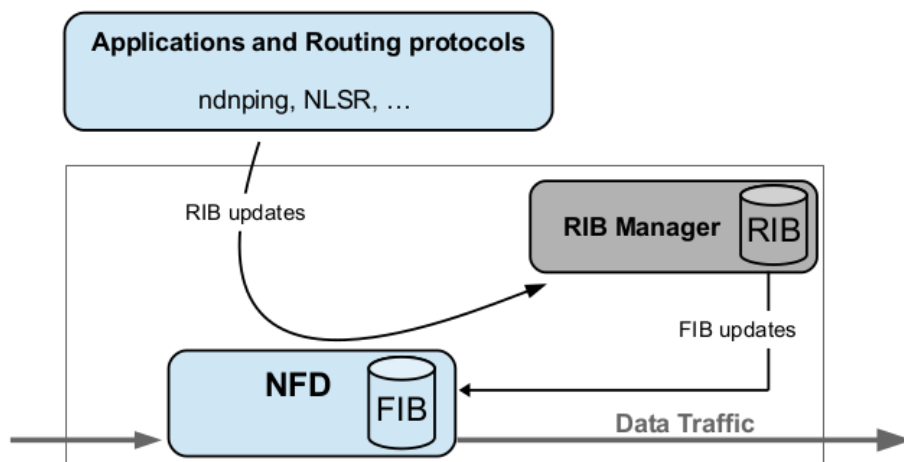 Applications and Routing protocols
ndnping, NLSR, ...
RIB updates
RIB Manager
RIB
FIB updates
NFD
FIB
Data Traffic